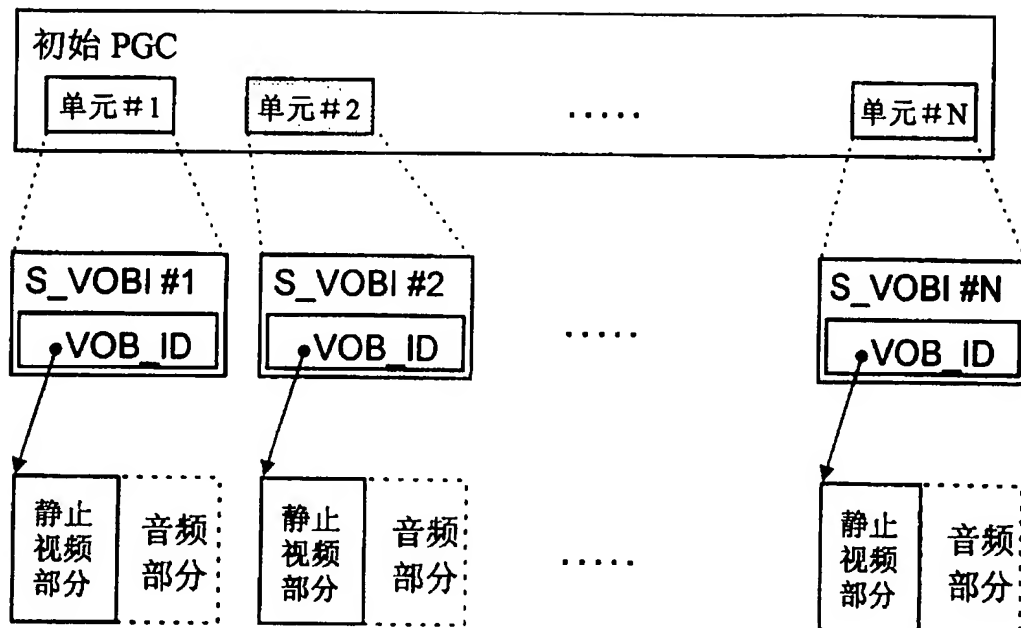 初始 PGC
单元#1 单元#2 ..... 单元#N
S_VOBI #1 S_VOBI #2 ..... S_VOBI #N
VOB_ID VOB_ID VOB_ID
静止
视频
部分
音频
部分
静止
视频
部分
音频
部分
.....
静止
视频
部分
音频
部分